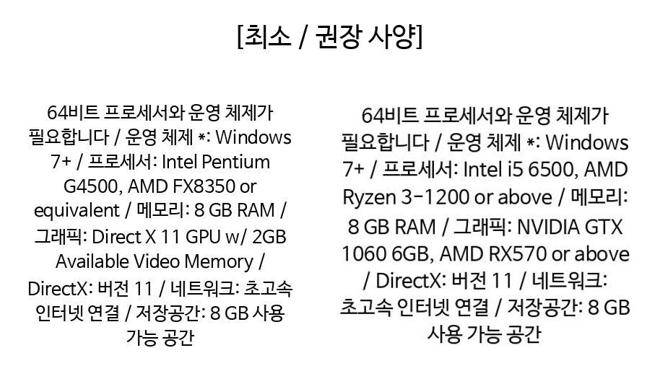 [최소 / 권장 사양]
64비트 프로세서와 운영 체제가
필요합니다 / 운영 체제 *: Windows
7+ / 프로세서: Intel Pentium
G4500, AMD FX8350 or
equivalent / 메모리: 8 GB RAM /
그래픽: Direct X 11 GPU w/ 2GB
Available Video Memory /
DirectX: 버전 11 / 네트워크: 초고속
인터넷 연결 / 저장공간: 8 GB 사용
가능 공간
64비트 프로세서와 운영 체제가
필요합니다 / 운영 체제 *: Windows
7+ / 프로세서: Intel i5 6500, AMD
Ryzen 3-1200 or above / 메모리:
8 GB RAM / 그래픽: NVIDIA GTX
1060 6GB, AMD RX570 or above
/ DirectX: 버전 11 / 네트워크:
초고속 인터넷 연결 / 저장공간: 8 GB
사용 가능 공간